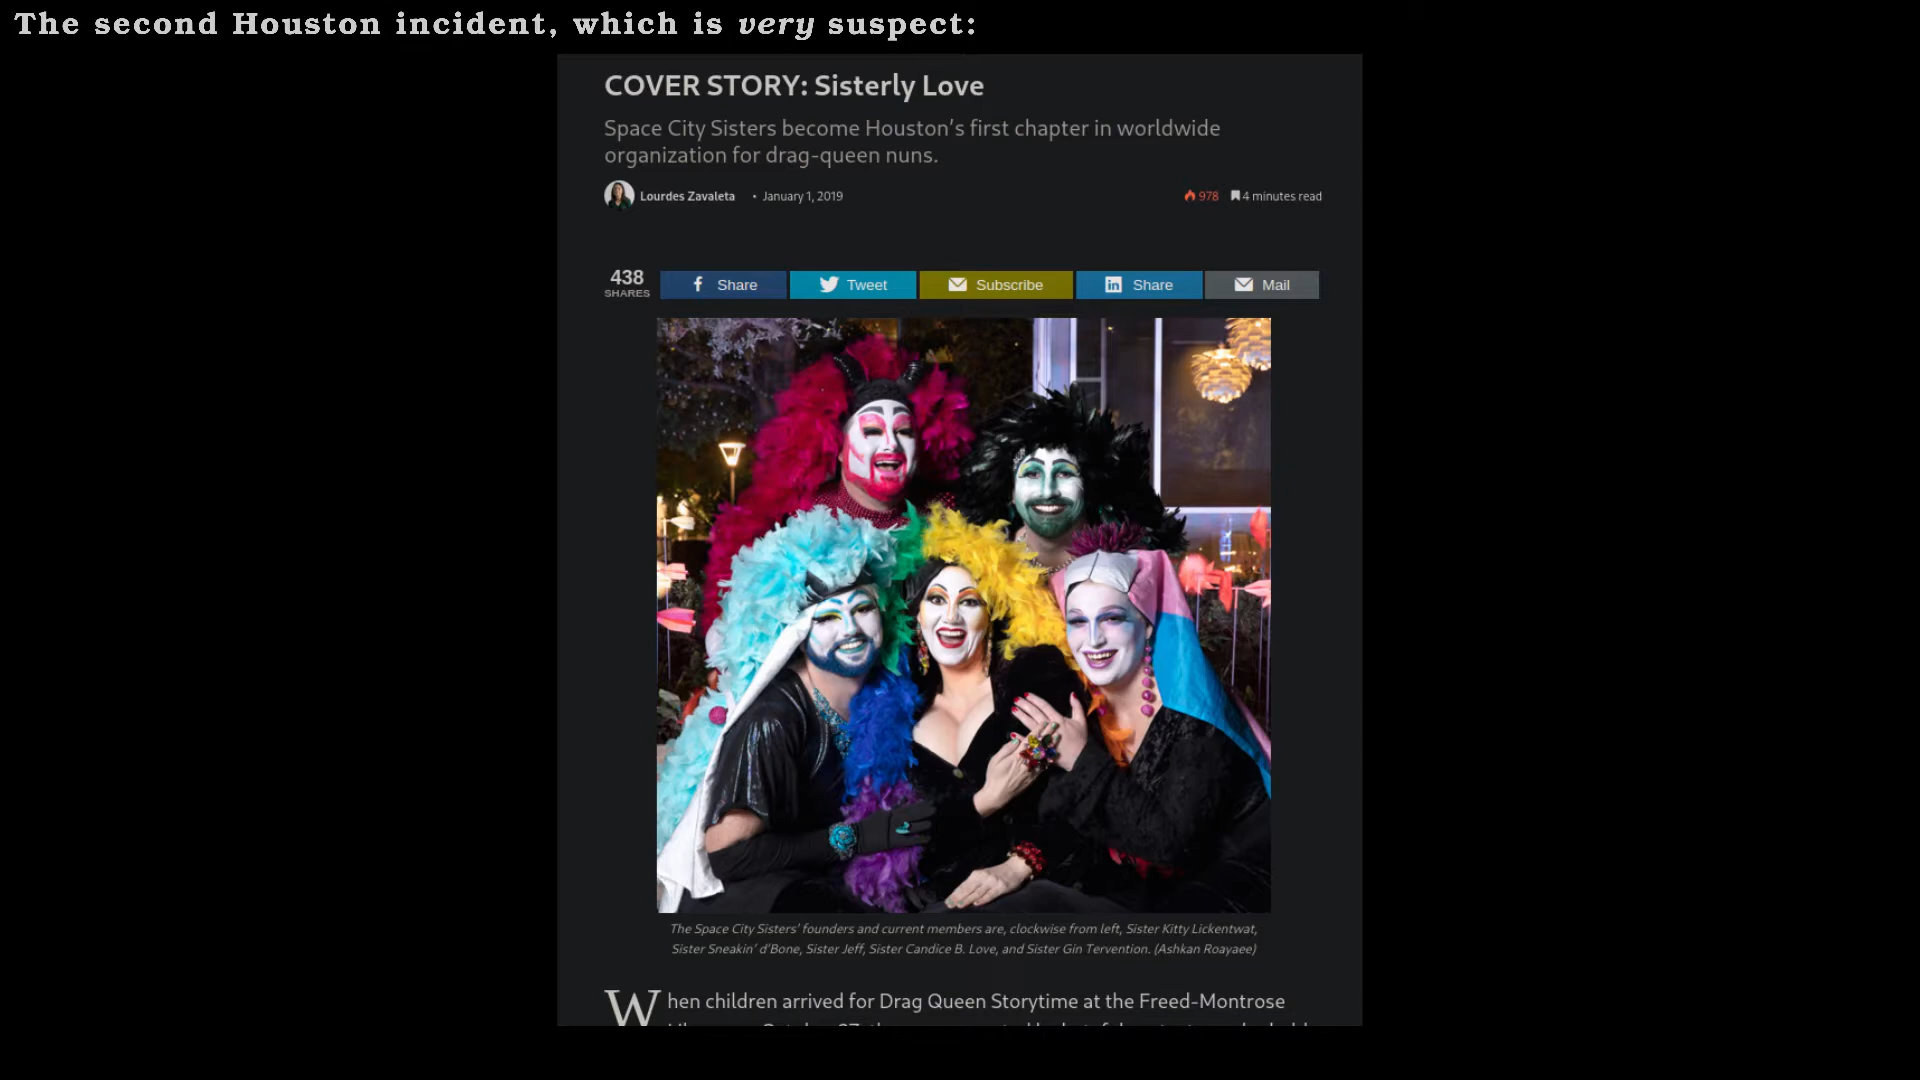 The second Houston incident, which is very suspect:
COVER STORY: Sisterly Love
Space City Sisters become Houston's first chapter in worldwide
organization for drag-queen nuns.
Lourdes Zavaleta • January 1, 2019 978 4 minutes read
438
SHARES
Share Tweet Subscribe Share Mail
The Space City Sisters' founders and current members are, clockwise from left, Sister Kitty Lickentwat,
Sister Sneakin' d'Bone, Sister Jeff, Sister Candice B. Love, and Sister Gin Tervention. (Ashkan Roayaee)
When children arrived for Drag Queen Storytime at the Freed-Montrose